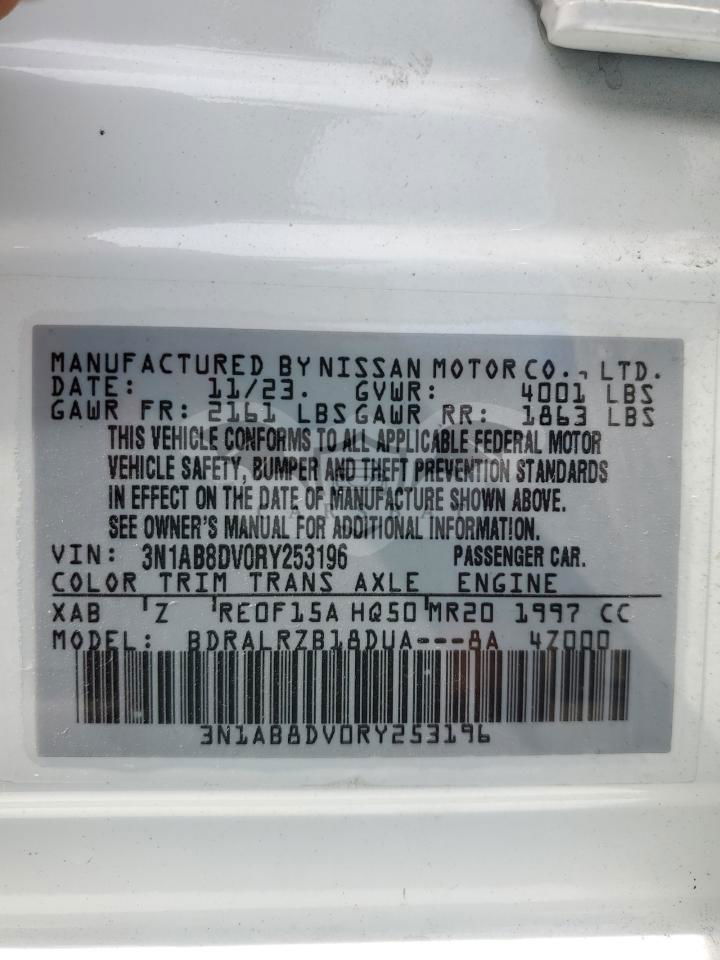 MANUFACTURED BY NISSAN MOTOR CO., LTD.
DATE: 11/23. GVWR: 4001 LBS
GAWR FR: 2161 LBS GAWR RR: 1863 LBS
THIS VEHICLE CONFORMS TO ALL APPLICABLE FEDERAL MOTOR
VEHICLE SAFETY, BUMPER AND THEFT PREVENTION STANDARDS
IN EFFECT ON THE DATE OF MANUFACTURE SHOWN ABOVE.
SEE OWNER'S MANUAL FOR ADDITIONAL INFORMATION.
VIN: 3N1AB8DV0RY253196 PASSENGER CAR.
COLOR TRIM TRANS AXLE ENGINE
XAB Z RE0F15A HQ50 MR20 1997 CC
MODEL: BDRALRZB18DUA---8A 4Z000
3N1AB8DV0RY253196